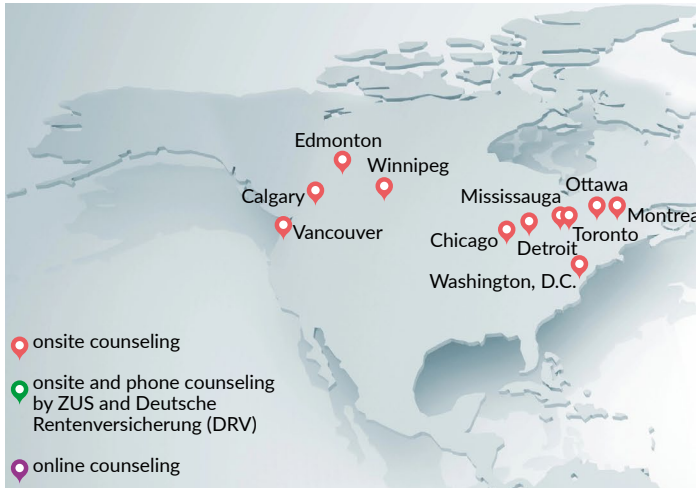 Edmonton
Winnipeg
Calgary
Vancouver
Mississauga
Ottawa
Montrea
Toronto
Chicago
Detroit
Washington, D.C.
onsite counseling
onsite and phone counseling
by ZUS and Deutsche
Rentenversicherung (DRV)
online counseling